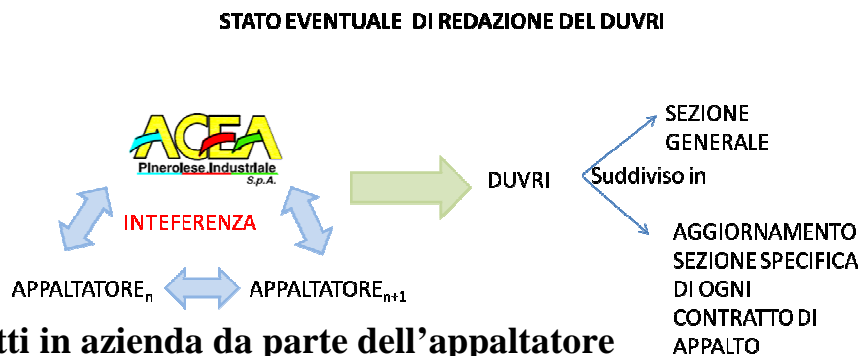 STATO EVENTUALE DI REDAZIONE DEL DUVRI
SEZIONE
GENERALE
ACEA
Pinerolese Industriale
S.p.A.
DUVRI
Suddiviso in
INTEFERENZA
AGGIORNAMENTO
SEZIONE SPECIFICA
DI OGNI
CONTRATTO DI
APPALTO
APPALTATOREn
APPALTATOREn+1
tti in azienda da parte dell’appaltatore